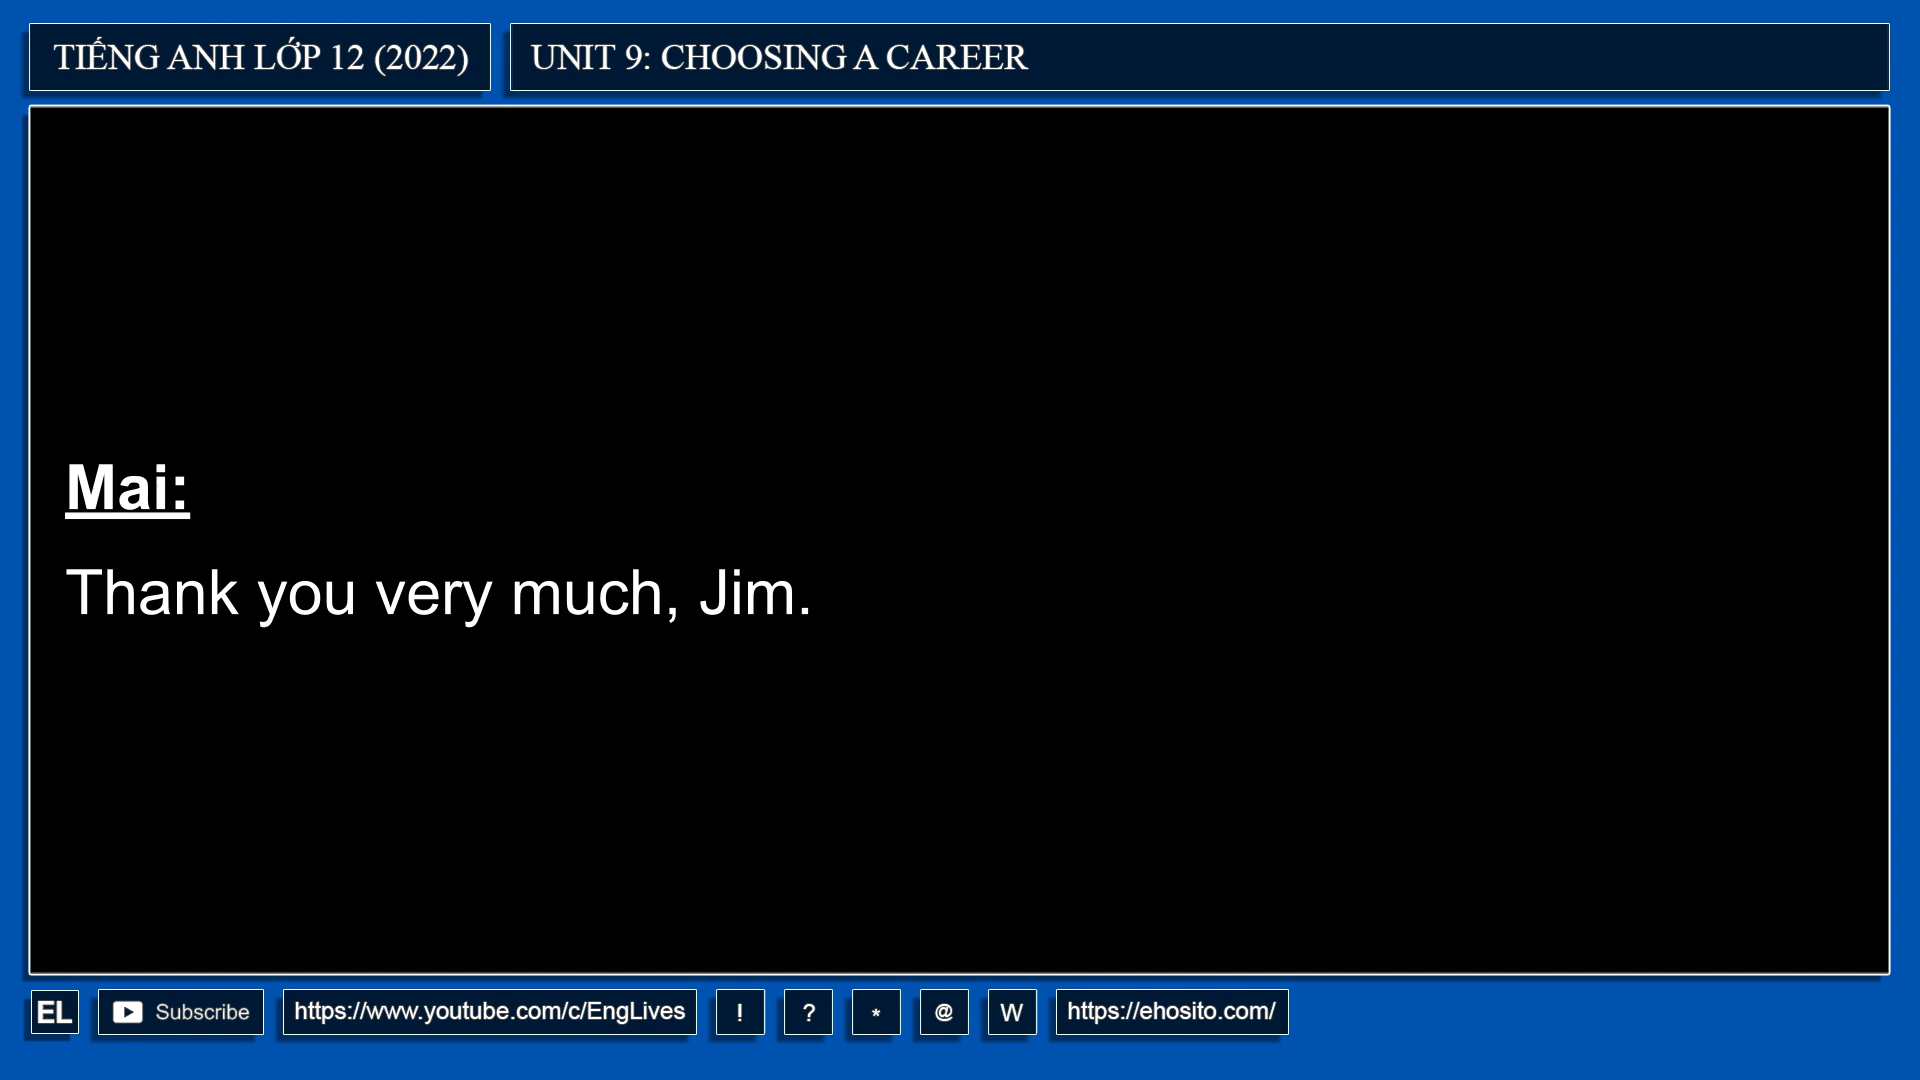 TIẾNG ANH LỚP 12 (2022)
UNIT 9: CHOOSING A CAREER
Mai:
Thank you very much, Jim.
EL
Subscribe
https://www.youtube.com/c/EngLives
!
?
*
@
W
https://ehosito.com/